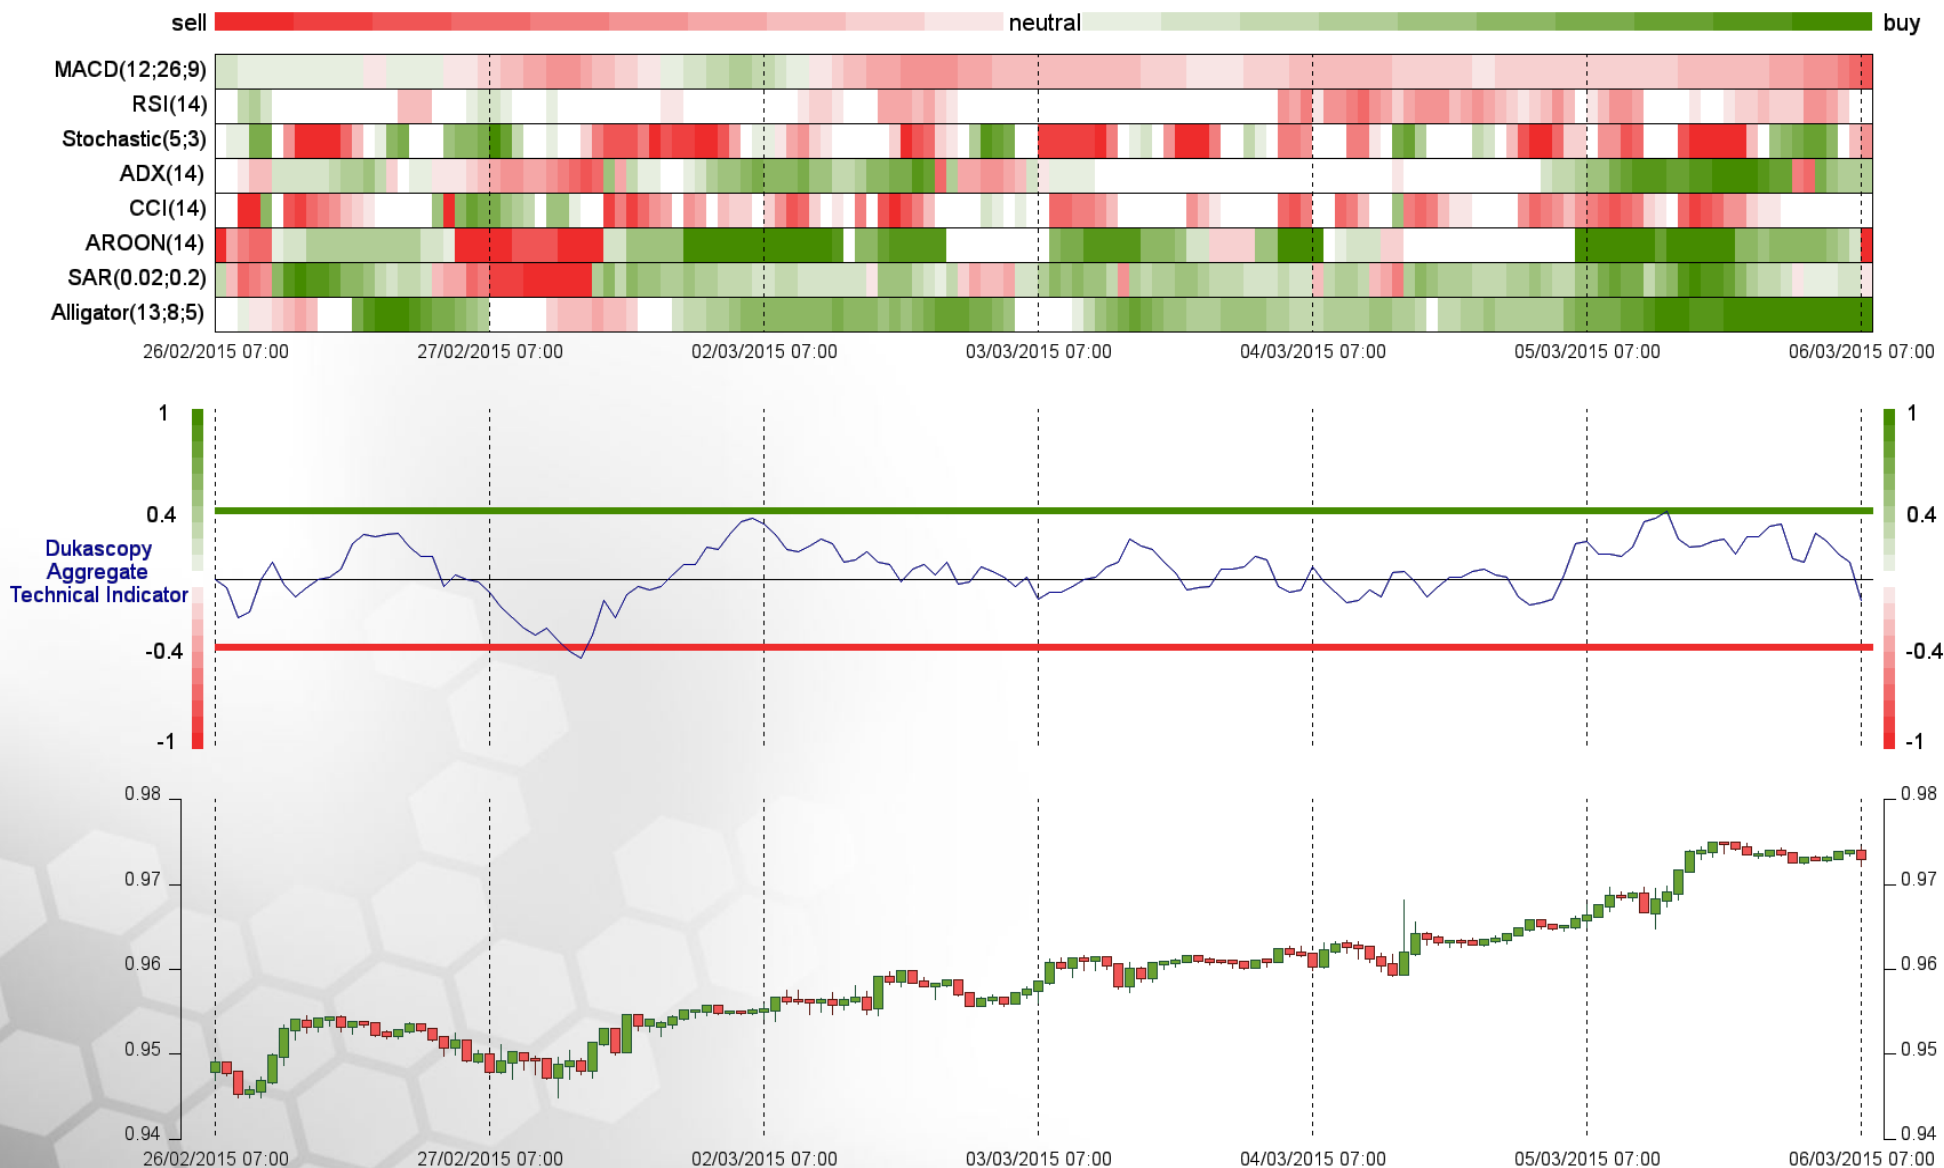 sell neutral buy
MACD(12;26;9)
RSI(14)
Stochastic(5;3)
ADX(14)
CCI(14)
AROON(14)
SAR(0.02;0.2)
Alligator(13;8;5)
26/02/2015 07:00 27/02/2015 07:00 02/03/2015 07:00 03/03/2015 07:00 04/03/2015 07:00 05/03/2015 07:00 06/03/2015 07:00
1 1
0.4 0.4
Dukascopy
Aggregate
Technical Indicator
-0.4 -0.4
-1 -1
0.98 0.98
0.97 0.97
0.96 0.96
0.95 0.95
0.94 0.94
26/02/2015 07:00 27/02/2015 07:00 02/03/2015 07:00 03/03/2015 07:00 04/03/2015 07:00 05/03/2015 07:00 06/03/2015 07:00